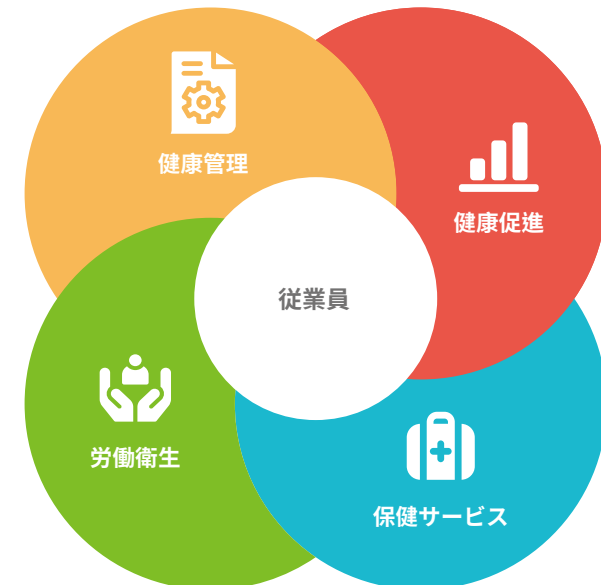 健康管理
健康促進
従業員
労働衛生
保健サービス